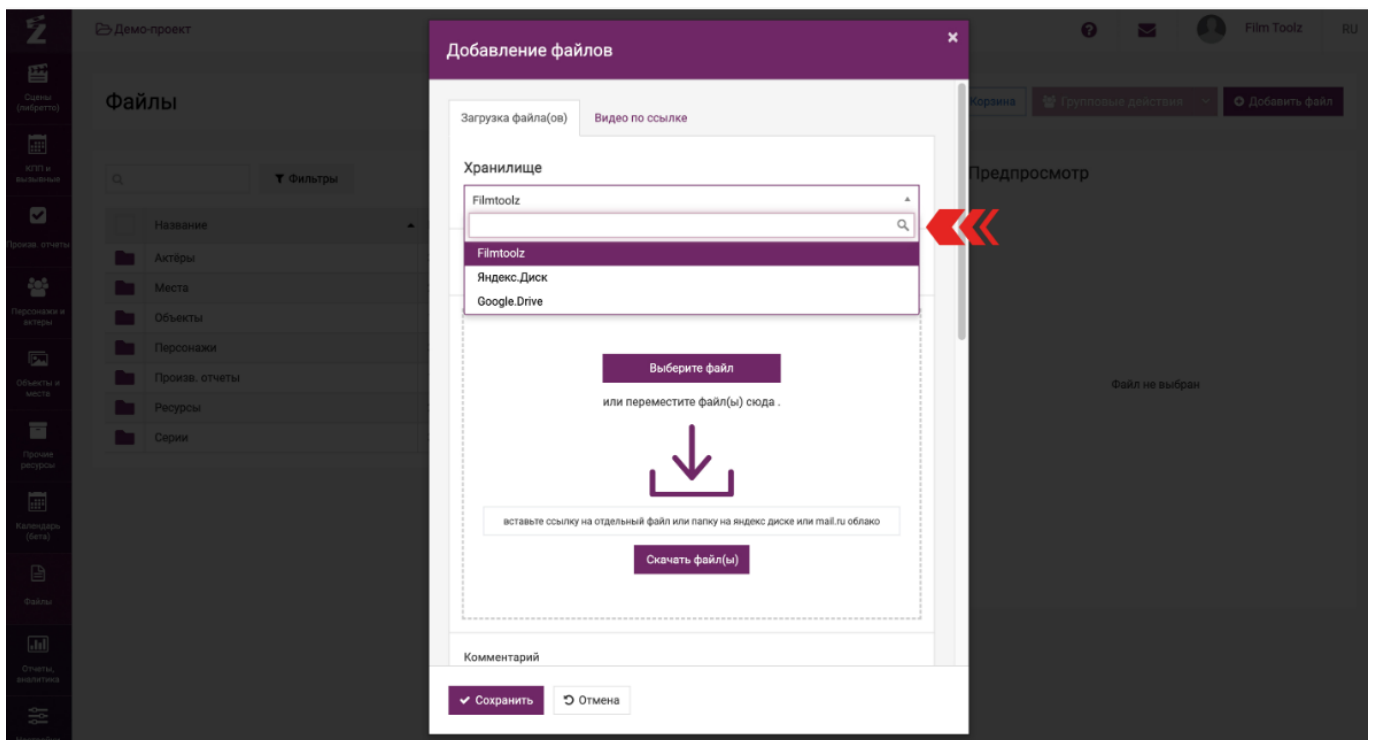 Z
Демо-проект
Film Toolz
RU
Сцены
(либретто)
КПП и
вызывные
Произв. отчеты
Персонажи и
актеры
Объекты и
места
Прочие
ресурсы
Календарь
(бета)
Файлы
Отчеты,
аналитика
Файлы
Корзина
Групповые действия
Добавить файл
Фильтры
Название
Актёры
Места
Объекты
Персонажи
Произв. отчеты
Ресурсы
Серии
Добавление файлов
×
Загрузка файла(ов)
Видео по ссылке
Хранилище
Filmtoolz
Filmtoolz
Яндекс.Диск
Google.Drive
Выберите файл
или переместите файл(ы) сюда .
вставьте ссылку на отдельный файл или папку на яндекс диске или mail.ru облако
Скачать файл(ы)
Комментарий
Сохранить
Отмена
Предпросмотр
Файл не выбран